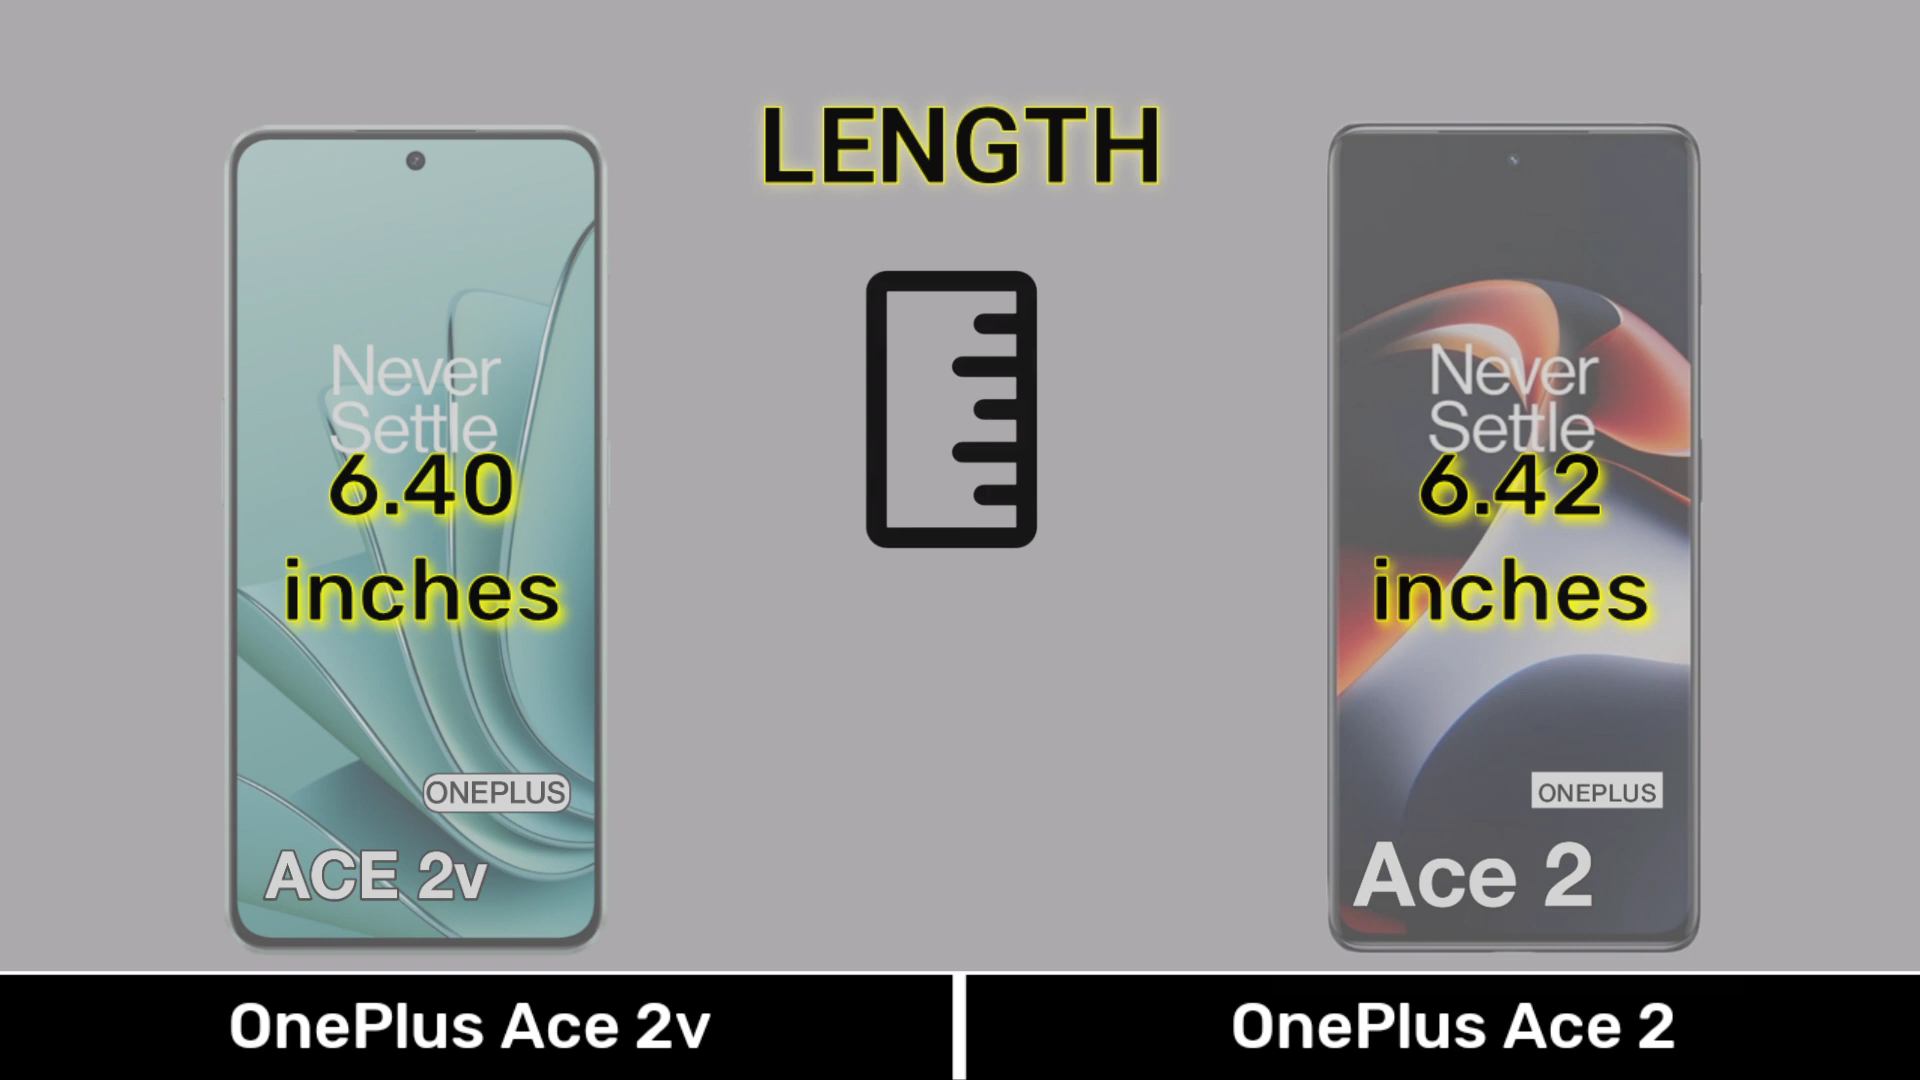 LENGTH
Never
Settle
6.40
inches
ONEPLUS
ACE 2v
Never
Settle
6.42
inches
ONEPLUS
Ace 2
OnePlus Ace 2v
OnePlus Ace 2